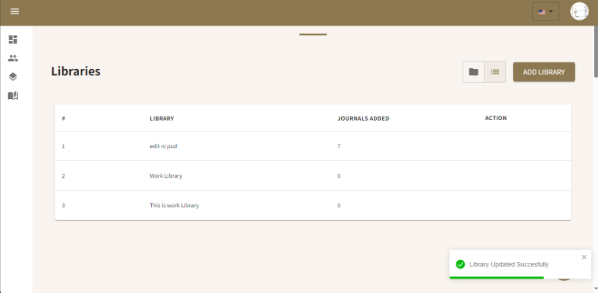 Libraries
ADD LIBRARY
# LIBRARY JOURNALS ADDED ACTION
1 edit ni pud 7
2 Work Library 0
3 This is work Library 0
Library Updated Succesfully